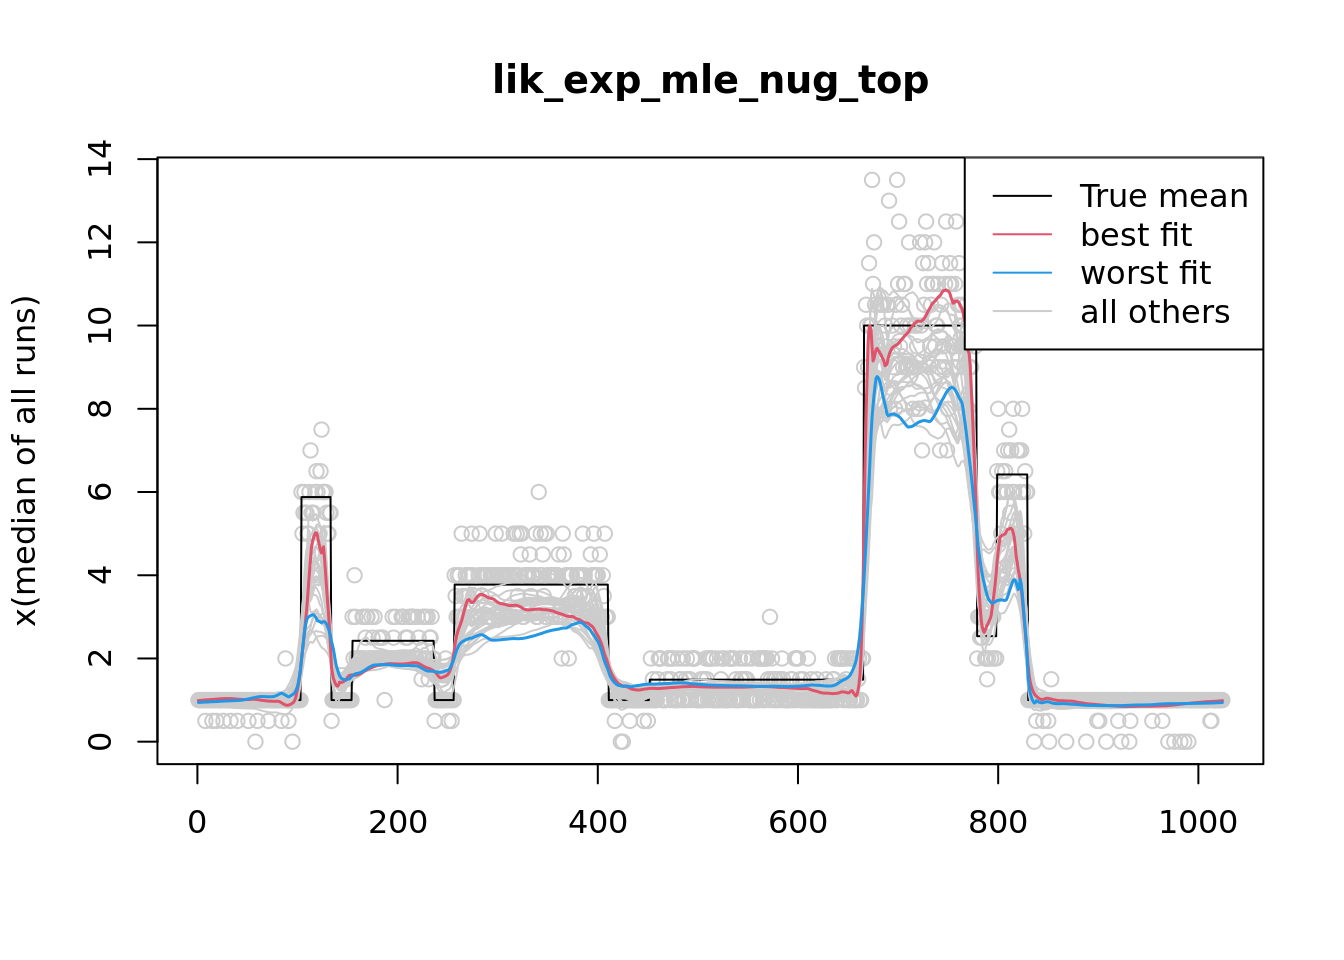 lik_exp_mle_nug_top
x(median of all runs)
14
12
10
8
6
4
2
0
True mean
best fit
worst fit
all others
0 200 400 600 800 1000